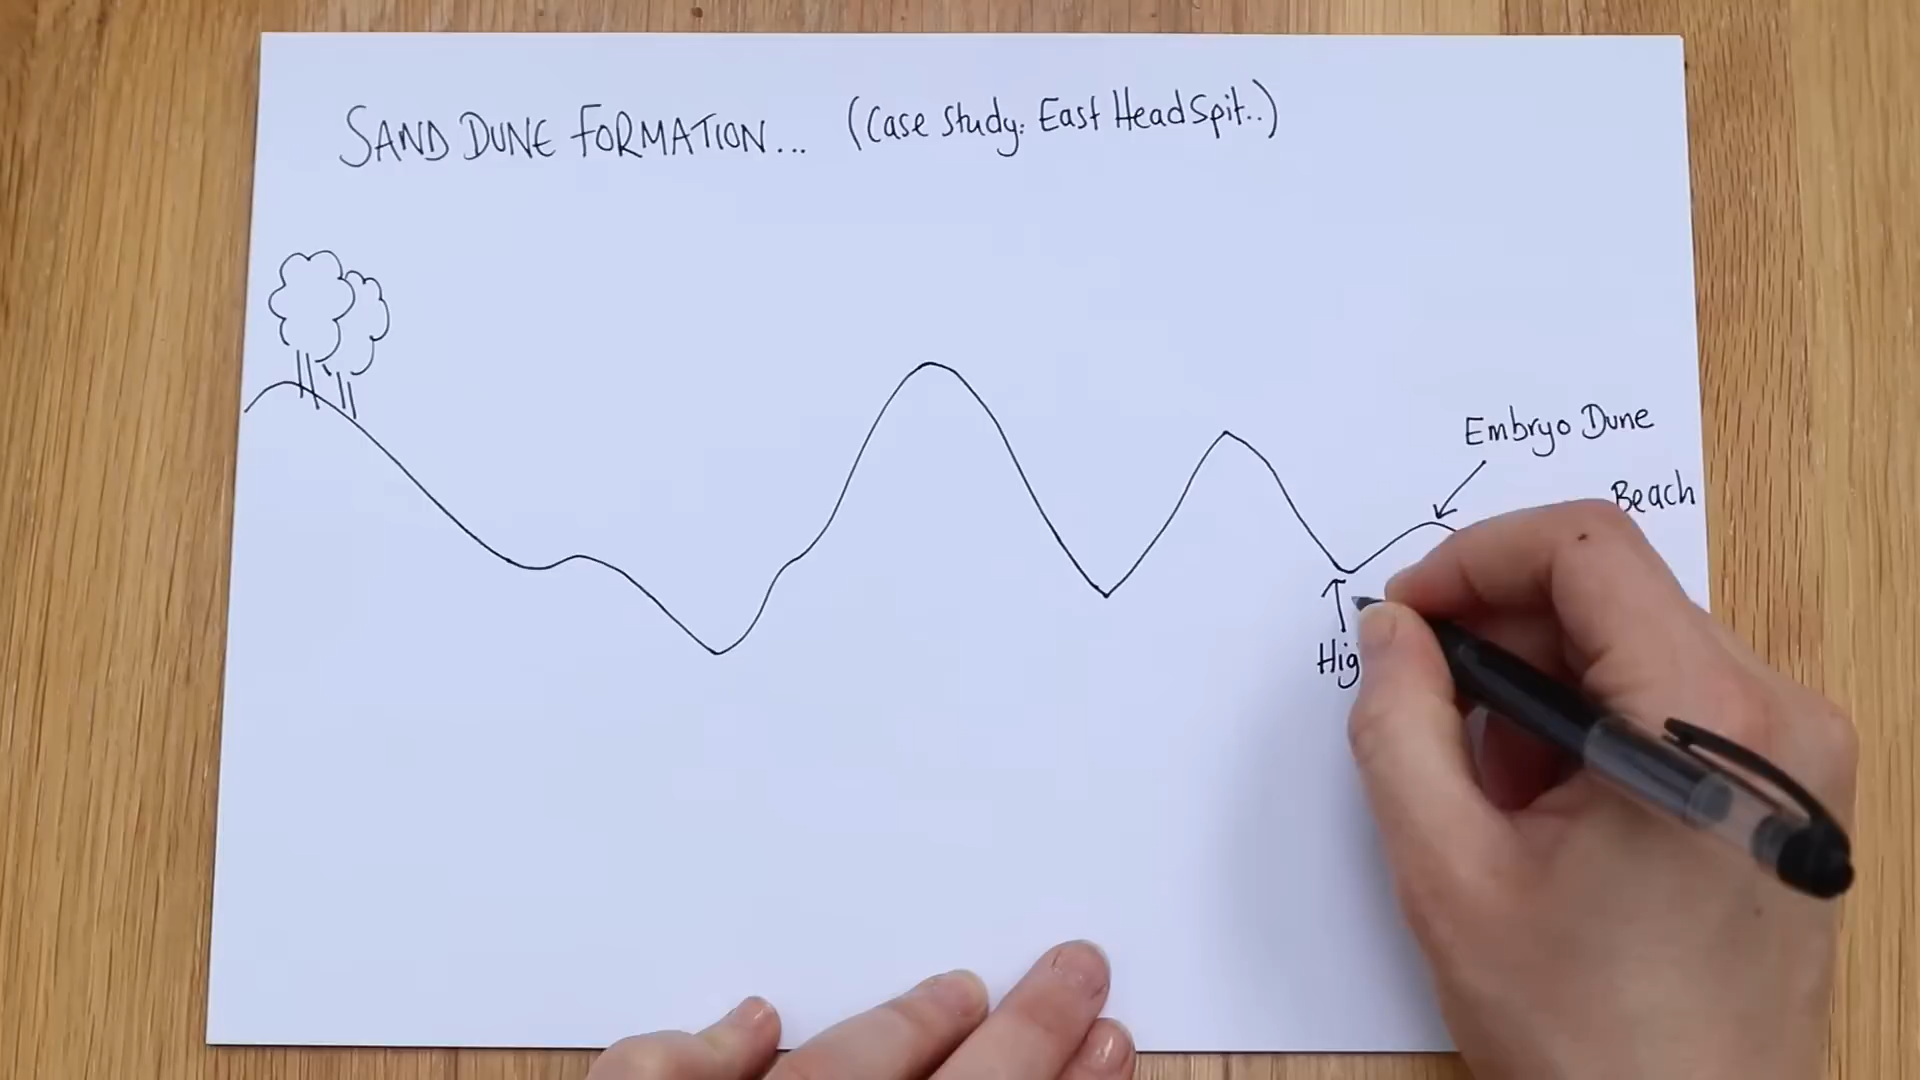 SAND DUNE FORMATION... (Case Study: East Head Spit..)
Embryo Dune
Beach